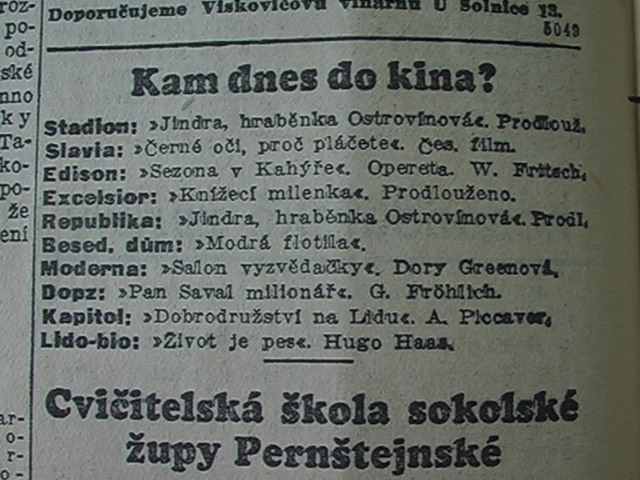 Doporučujeme Viskovicovu vinárnu U Solnice 13.
5049
Kam dnes do kina?
Stadion: »Jindra, hraběnka Ostrovínová«. Prodlouž.
Slavia: »Černé oči, proč pláčete«. Čes. film.
Edison: »Sezona v Kahýře«. Opereta. W. Fritsch.
Excelsior: »Knížecí milenka«. Prodlouženo.
Republika: »Jindra, hraběnka Ostrovínová«. Prodl.
Besed. dům: »Modrá flotila«.
Moderna: »Salon vyzvědačky«. Dory Greenová.
Dopz: »Pan Saval milionář«. G. Fröhlich.
Kapitol: »Dobrodružství na Lidu«. A. Piccaver.
Lido-bio: »Život je pes«. Hugo Haas.
Cvičitelská škola sokolské
župy Pernštejnské